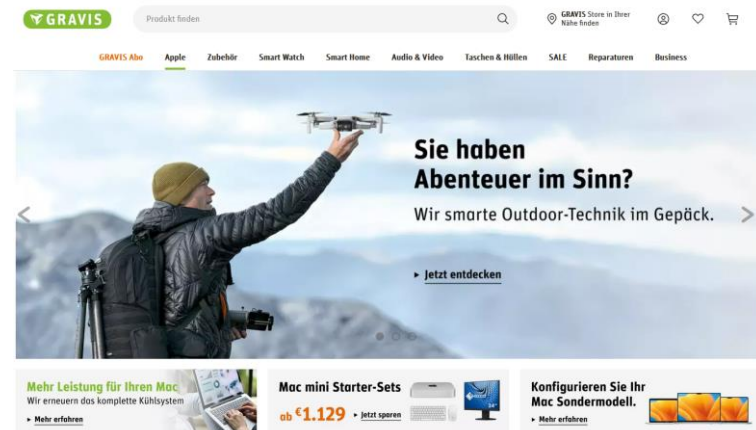 GRAVIS
Produkt finden
GRAVIS Store in Ihrer
Nähe finden
GRAVIS Abo
Apple
Zubehör
Smart Watch
Smart Home
Audio & Video
Taschen & Hüllen
SALE
Reparaturen
Business
Sie haben
Abenteuer im Sinn?
Wir smarte Outdoor-Technik im Gepäck.
Jetzt entdecken
Mehr Leistung für Ihren Mac
Wir erneuern das komplette Kühlsystem
Mehr erfahren
Mac mini Starter-Sets
ab €1.129
Jetzt sparen
Konfigurieren Sie Ihr
Mac Sondermodell.
Mehr erfahren